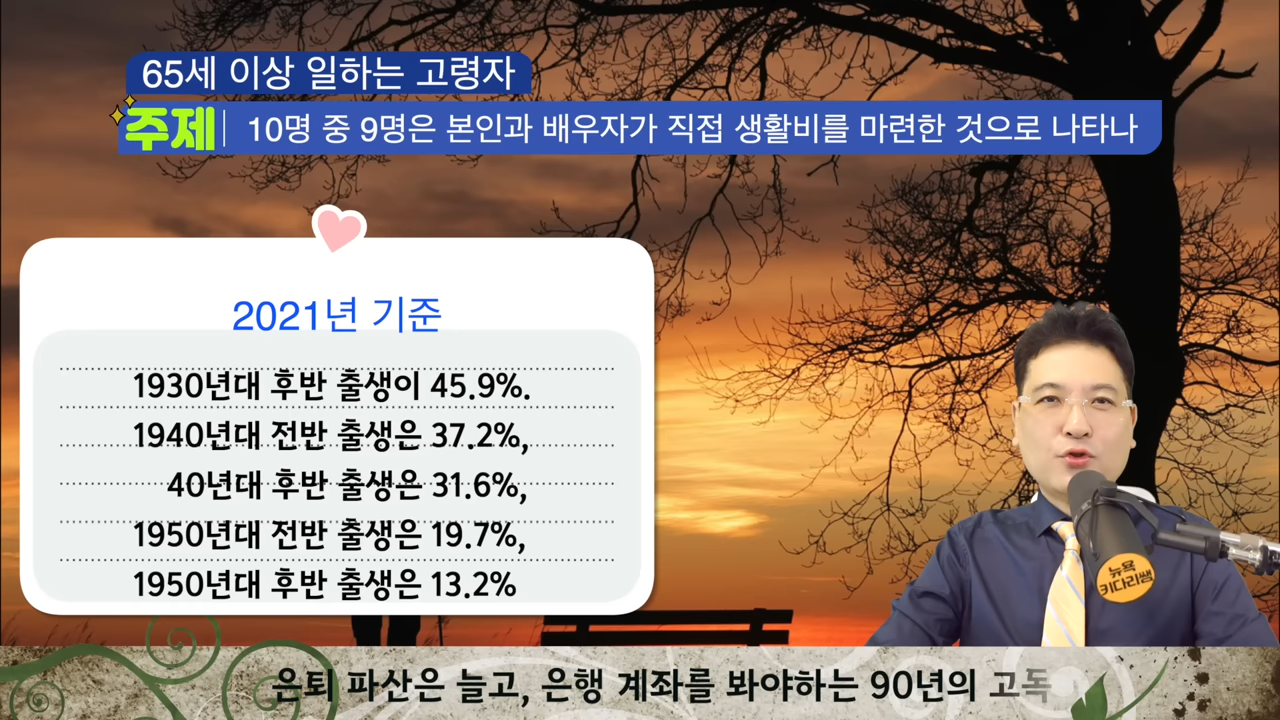 65세 이상 일하는 고령자
주제 | 10명 중 9명은 본인과 배우자가 직접 생활비를 마련한 것으로 나타나
2021년 기준
1930년대 후반 출생이 45.9%.
1940년대 전반 출생은 37.2%,
40년대 후반 출생은 31.6%,
1950년대 전반 출생은 19.7%,
1950년대 후반 출생은 13.2%
뉴욕
키다리쌤
은퇴 파산은 늘고, 은행 계좌를 봐야하는 90년의 고독